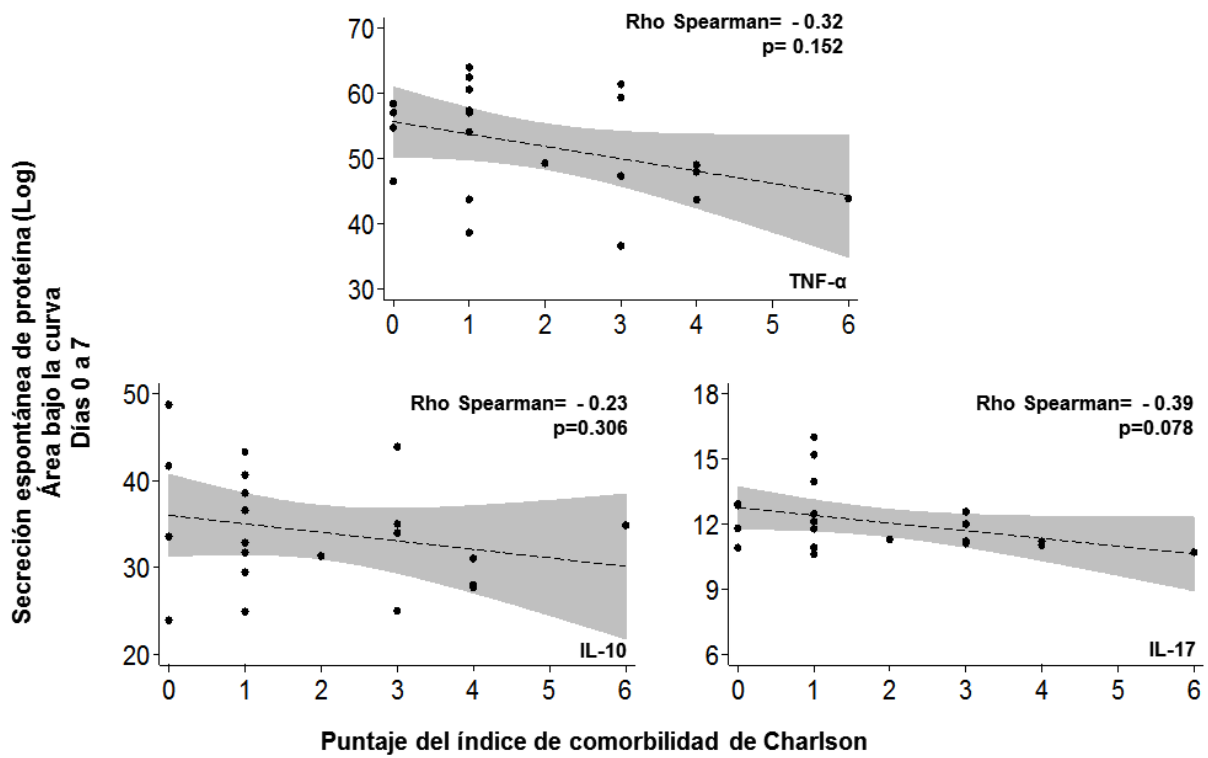 Secreción espontánea de proteína (Log)
Área bajo la curva
Días 0 a 7
Rho Spearman= - 0.32
p= 0.152
70
60
50
40
30
TNF-α
0 1 2 3 4 5 6
Rho Spearman= - 0.23
p=0.306
50
40
30
20
IL-10
0 1 2 3 4 5 6
Rho Spearman= - 0.39
p=0.078
18
15
12
9
6
IL-17
0 1 2 3 4 5 6
Puntaje del índice de comorbilidad de Charlson